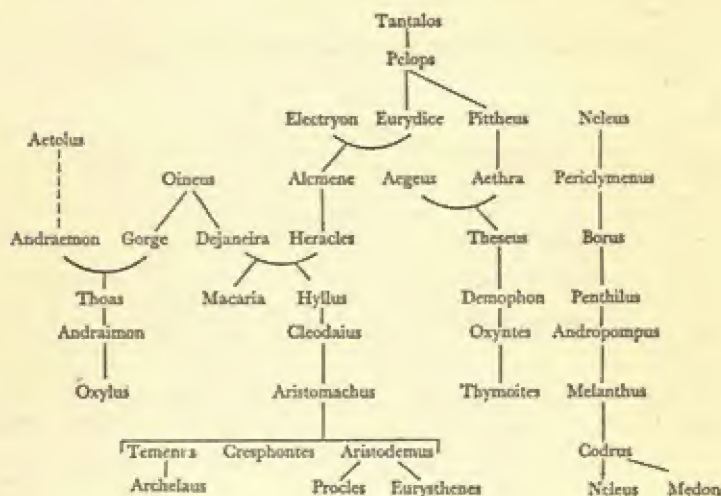 Tantalos
Pelops
Electryon Eurydice Pittheus Neleus
Aetolus
Oineus Alcmene Aegeus Aethra Periclymenus
Andraemon Gorge Dejaneira Heracles Theseus Borus
Thoas Macaria Hyllus Demophon Penthilus
Andraimon Cleodaius Oxyntes Andropompus
Oxylus Aristomachus Thymoites Melanthus
Temenus Cresphontes Aristodemus Codrus
Archelaus Procles Eurysthenes Neleus Medon